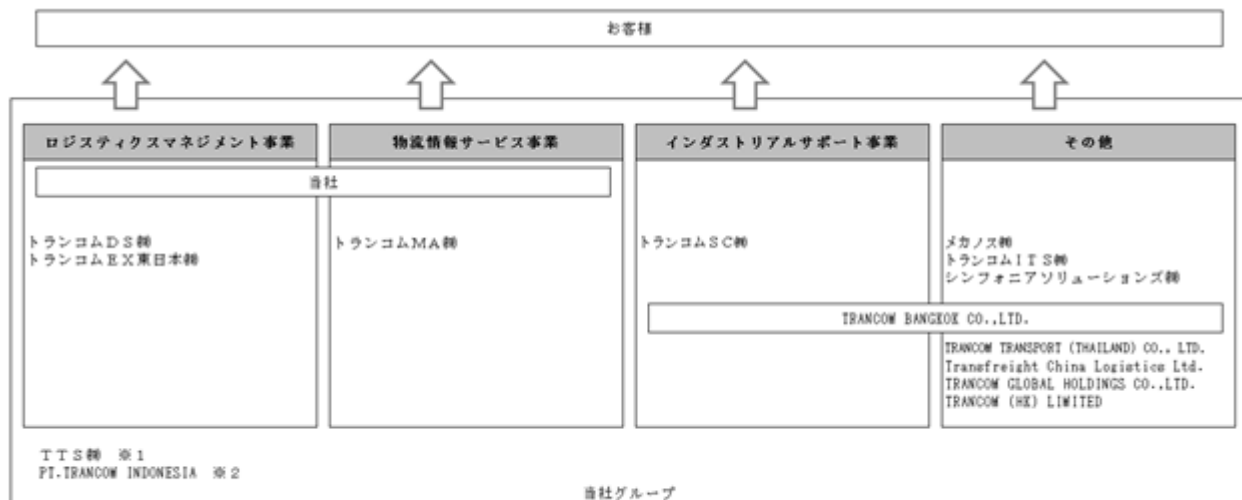 お客様
ロジスティクスマネジメント事業
物流情報サービス事業
インダストリアルサポート事業
その他
当社
トランコムDS㈱
トランコムEX東日本㈱
トランコムMA㈱
トランコムSC㈱
メカノス㈱
トランコムITS㈱
シンフォニアソリューションズ㈱
TRANCOM BANGKOK CO.,LTD.
TRANCOM TRANSPORT (THAILAND) CO., LTD.
Transfreight China Logistics Ltd.
TRANCOM GLOBAL HOLDINGS CO.,LTD.
TRANCOM (HK) LIMITED
TTS㈱ ※1
PT.TRANCOM INDONESIA ※2
当社グループ